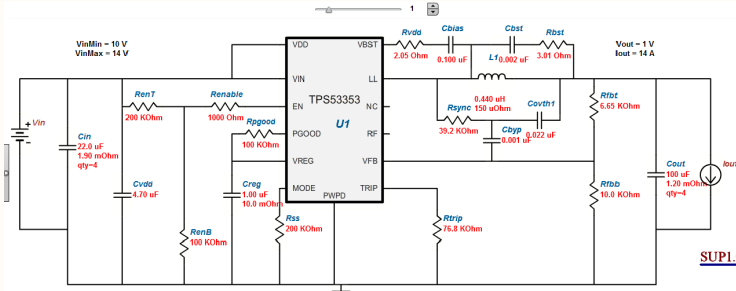 1
VinMin = 10 V
VinMax = 14 V
Vout = 1 V
Iout = 14 A
Rvdd
2.05 Ohm
Cbias
0.100 uF
Cbst
0.002 uF
Rbst
3.01 Ohm
L1
0.440 uH
150 uOhm
VDD
VIN
EN
PGOOD
VREG
MODE
PWPD
VBST
LL
NC
RF
VFB
TRIP
TPS53353
U1
Vin
Cin
22.0 uF
1.90 mOhm
qty=4
RenT
200 KOhm
Renable
1000 Ohm
Rpgood
100 KOhm
Cvdd
4.70 uF
RenB
100 KOhm
Creg
1.00 uF
10.0 mOhm
Rss
200 KOhm
Rsync
39.2 KOhm
Covth1
0.022 uF
Cbyp
0.001 uF
Rtrip
76.8 KOhm
Rfbt
6.65 KOhm
Rfbb
10.0 KOhm
Cout
100 uF
1.20 mOhm
qty=4
Iout
SUP1.